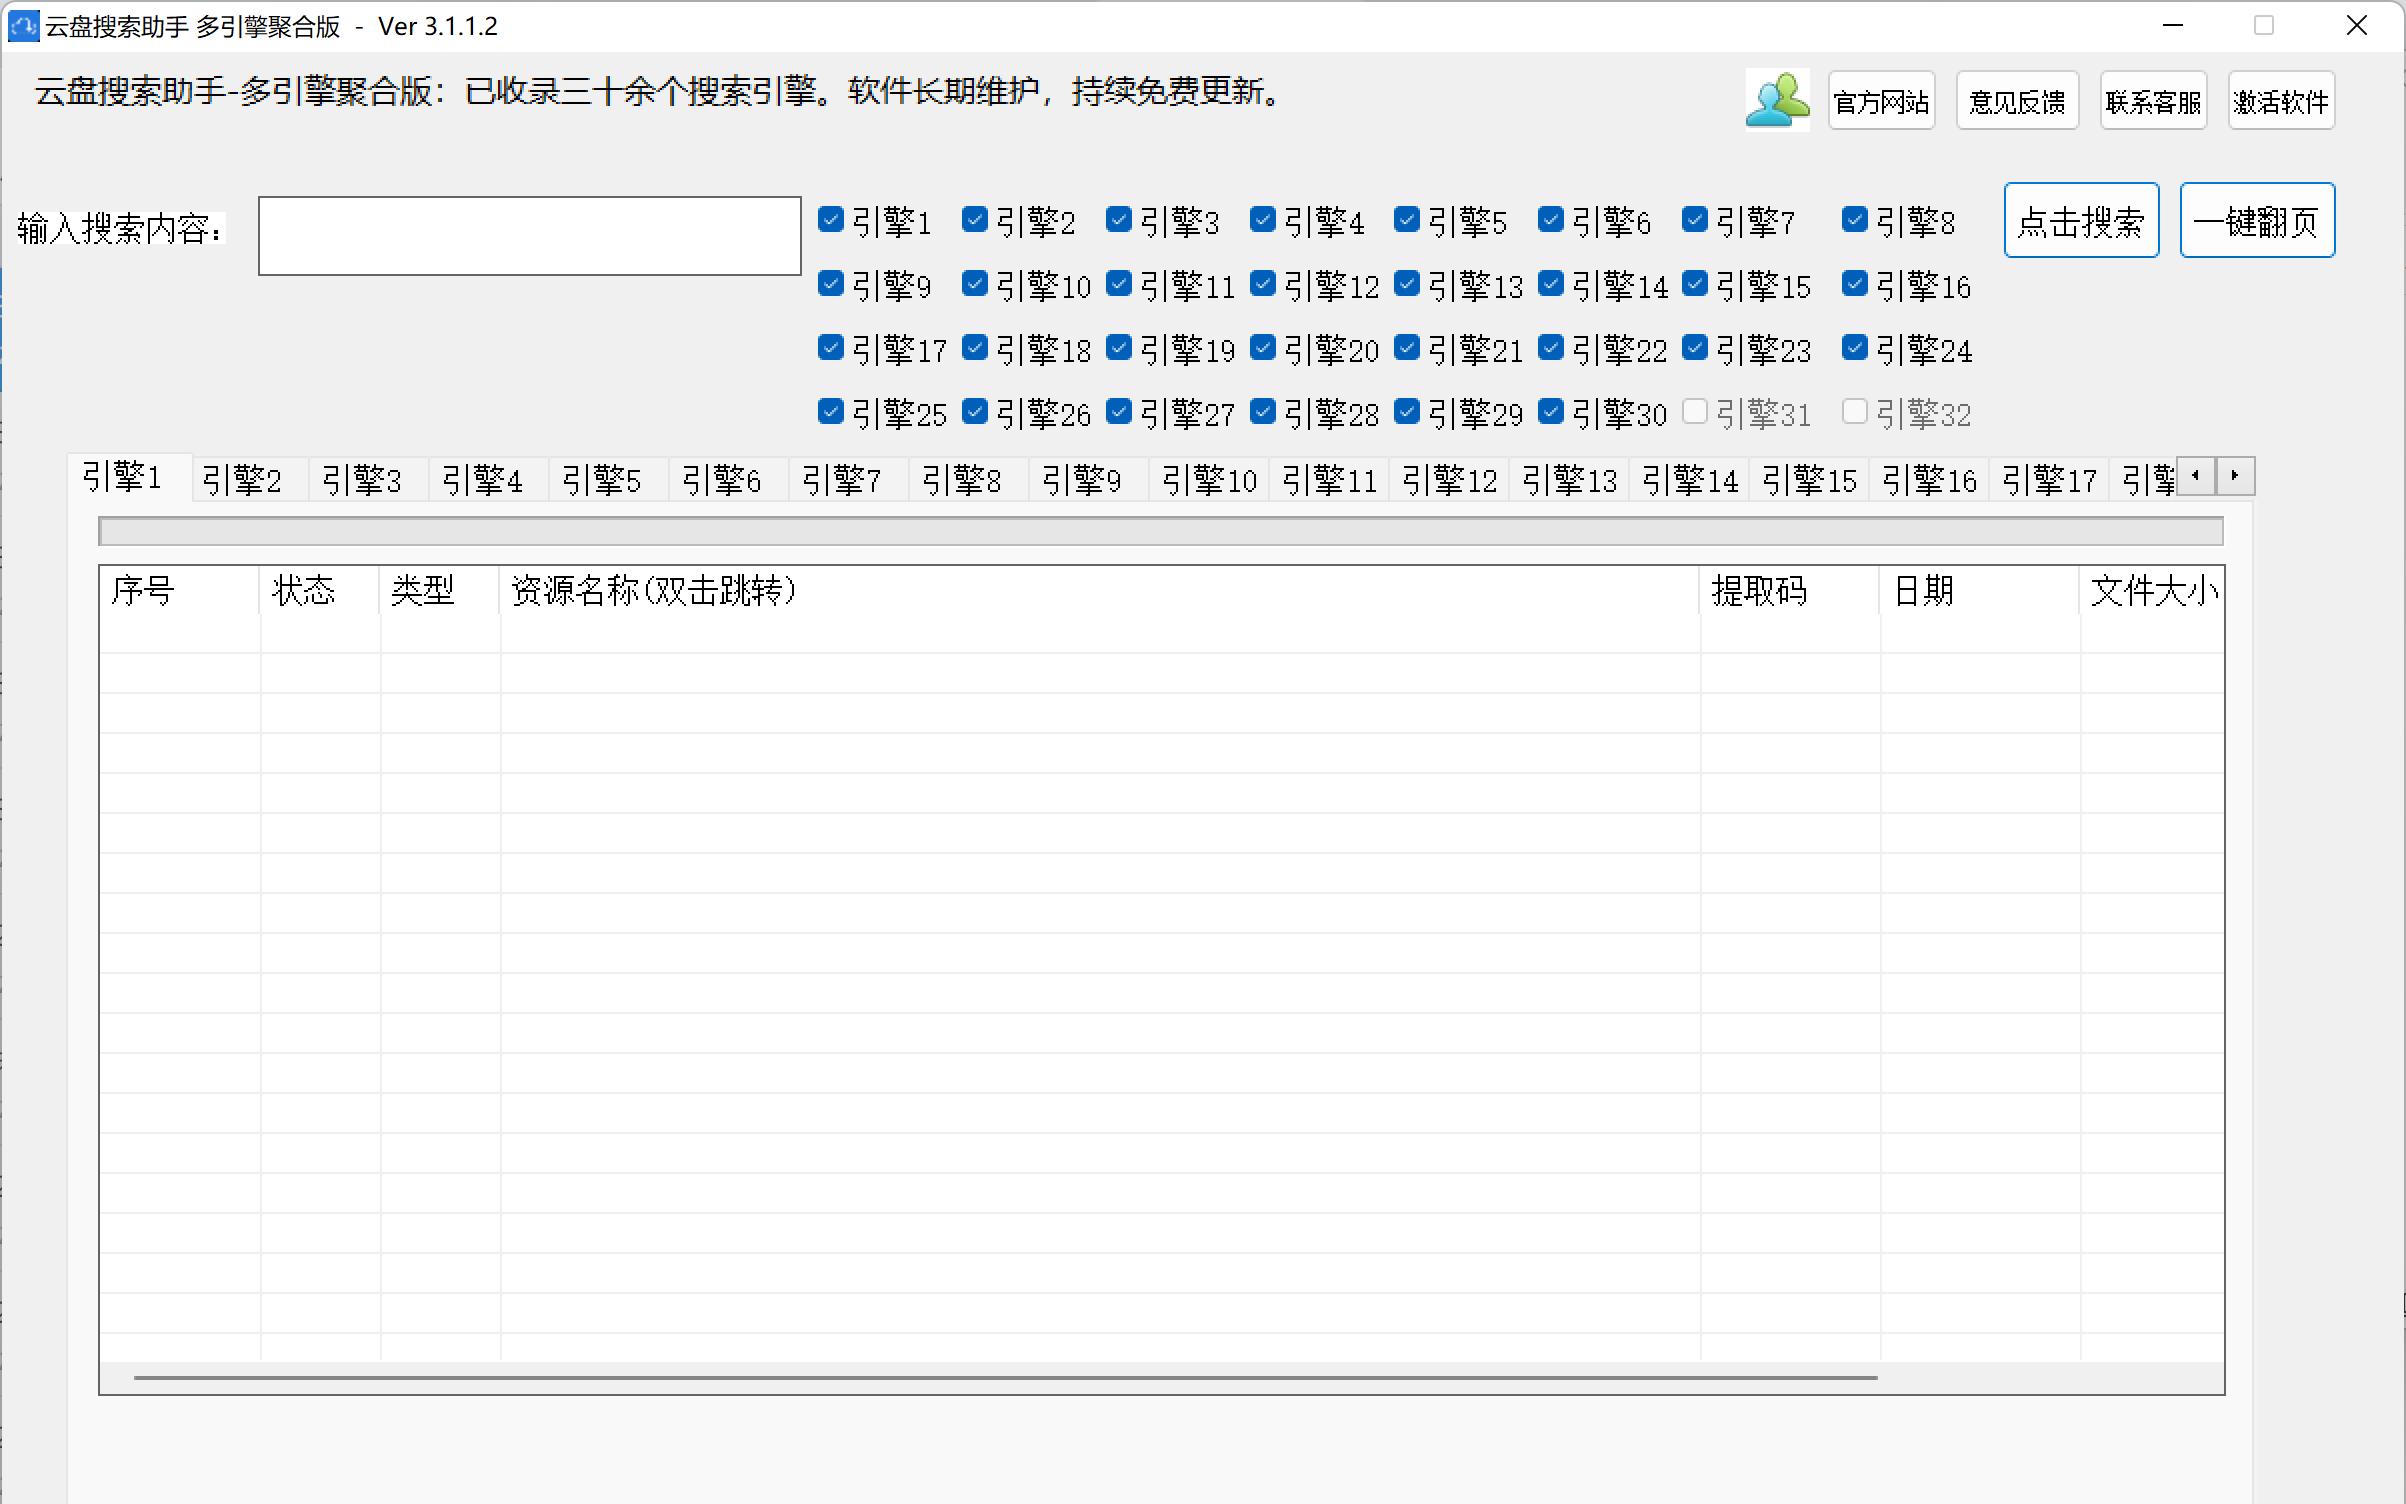 云盘搜索助手 多引擎聚合版 - Ver 3.1.1.2
云盘搜索助手-多引擎聚合版：已收录三十余个搜索引擎。软件长期维护，持续免费更新。
官方网站 意见反馈 联系客服 激活软件
输入搜索内容：
引擎1 引擎2 引擎3 引擎4 引擎5 引擎6 引擎7 引擎8
点击搜索 一键翻页
引擎9 引擎10 引擎11 引擎12 引擎13 引擎14 引擎15 引擎16
引擎17 引擎18 引擎19 引擎20 引擎21 引擎22 引擎23 引擎24
引擎25 引擎26 引擎27 引擎28 引擎29 引擎30 引擎31 引擎32
引擎1 引擎2 引擎3 引擎4 引擎5 引擎6 引擎7 引擎8 引擎9 引擎10 引擎11 引擎12 引擎13 引擎14 引擎15 引擎16 引擎17 引擎
序号 状态 类型 资源名称(双击跳转) 提取码 日期 文件大小